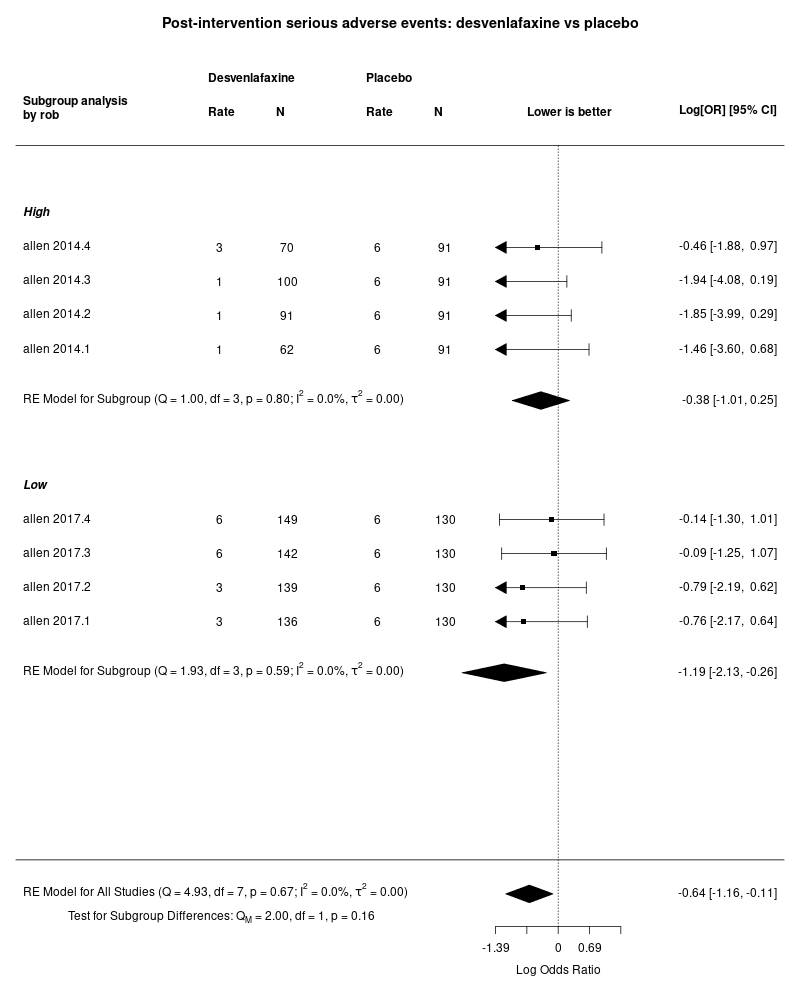 Post-intervention serious adverse events: desvenlafaxine vs placebo
Desvenlafaxine Placebo
Subgroup analysis
by rob
Rate N Rate N Lower is better Log[OR] [95% CI]
High
allen 2014.4 3 70 6 91 -0.46 [-1.88, 0.97]
allen 2014.3 1 100 6 91 -1.94 [-4.08, 0.19]
allen 2014.2 1 91 6 91 -1.85 [-3.99, 0.29]
allen 2014.1 1 62 6 91 -1.46 [-3.60, 0.68]
RE Model for Subgroup (Q = 1.00, df = 3, p = 0.80; I² = 0.0%, τ² = 0.00) -0.38 [-1.01, 0.25]
Low
allen 2017.4 6 149 6 130 -0.14 [-1.30, 1.01]
allen 2017.3 6 142 6 130 -0.09 [-1.25, 1.07]
allen 2017.2 3 139 6 130 -0.79 [-2.19, 0.62]
allen 2017.1 3 136 6 130 -0.76 [-2.17, 0.64]
RE Model for Subgroup (Q = 1.93, df = 3, p = 0.59; I² = 0.0%, τ² = 0.00) -1.19 [-2.13, -0.26]
RE Model for All Studies (Q = 4.93, df = 7, p = 0.67; I² = 0.0%, τ² = 0.00) -0.64 [-1.16, -0.11]
Test for Subgroup Differences: Q_M = 2.00, df = 1, p = 0.16
-1.39 0 0.69
Log Odds Ratio